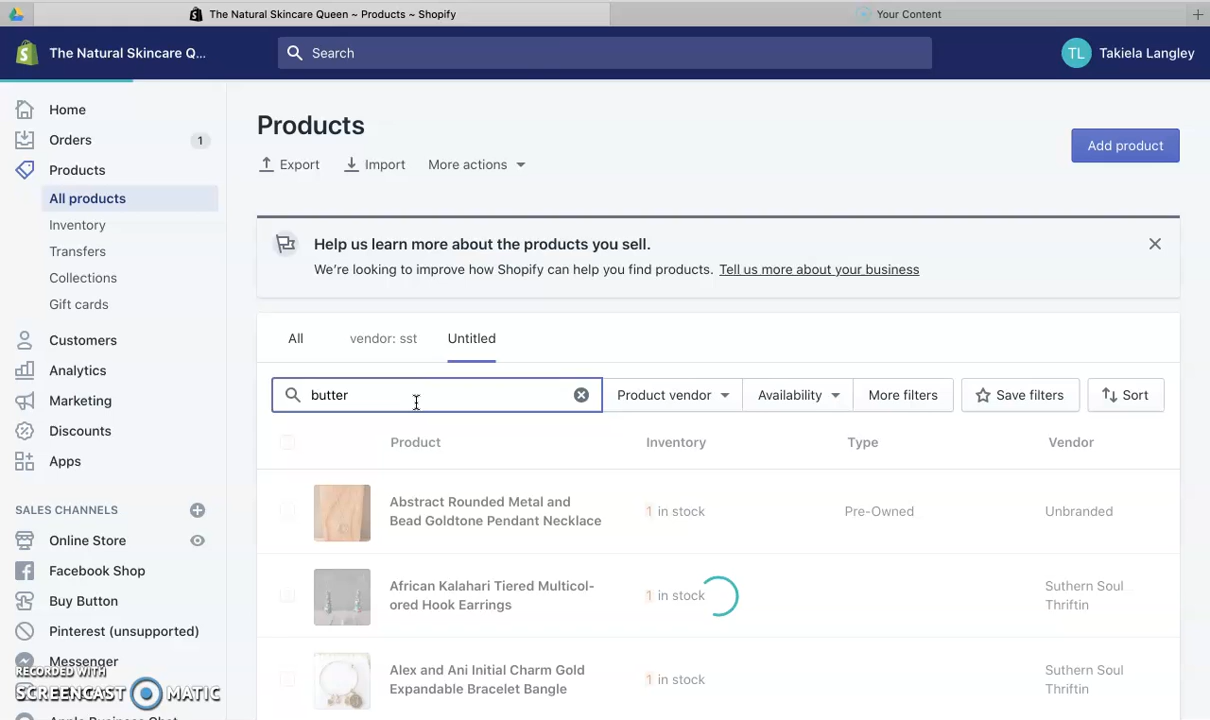 The Natural Skincare Queen ~ Products ~ Shopify
Your Content
The Natural Skincare Q...
Search
TL
Takiela Langley
Home
Orders
1
Products
All products
Inventory
Transfers
Collections
Gift cards
Customers
Analytics
Marketing
Discounts
Apps
SALES CHANNELS
Online Store
Facebook Shop
Buy Button
Pinterest (unsupported)
Messenger
RECORDED WITH
SCREENCAST MATIC
Apple Business Chat
Products
Export
Import
More actions
Add product
Help us learn more about the products you sell.
We're looking to improve how Shopify can help you find products. Tell us more about your business
All
vendor: sst
Untitled
butter
Product vendor
Availability
More filters
Save filters
Sort
Product
Inventory
Type
Vendor
Abstract Rounded Metal and
Bead Goldtone Pendant Necklace
1 in stock
Pre-Owned
Unbranded
African Kalahari Tiered Multicol-
ored Hook Earrings
1 in stock
Suthern Soul
Thriftin
Alex and Ani Initial Charm Gold
Expandable Bracelet Bangle
1 in stock
Suthern Soul
Thriftin